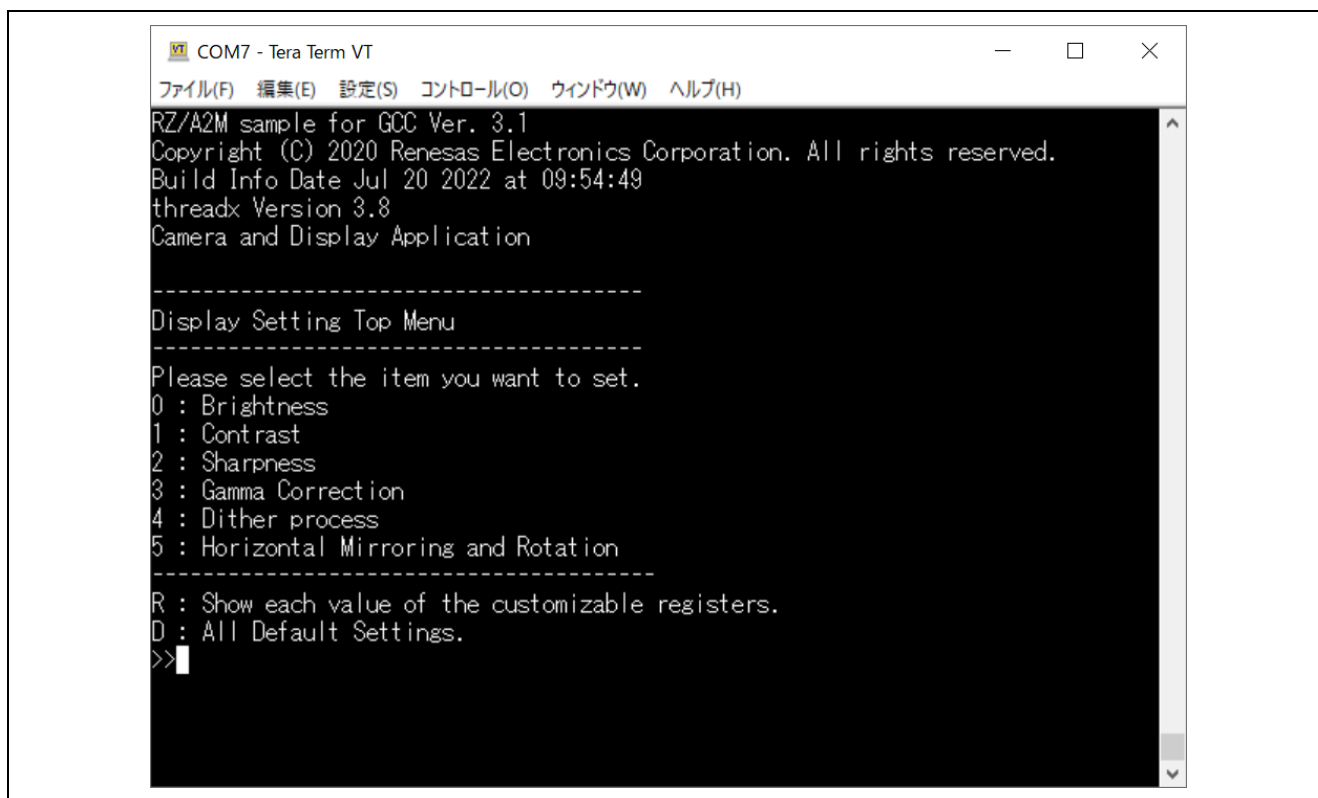 COM7 - Tera Term VT
ファイル(F) 編集(E) 設定(S) コントロール(O) ウィンドウ(W) ヘルプ(H)
RZ/A2M sample for GCC Ver. 3.1
Copyright (C) 2020 Renesas Electronics Corporation. All rights reserved.
Build Info Date Jul 20 2022 at 09:54:49
threadx Version 3.8
Camera and Display Application
---------------------------------------
Display Setting Top Menu
---------------------------------------
Please select the item you want to set.
0 : Brightness
1 : Contrast
2 : Sharpness
3 : Gamma Correction
4 : Dither process
5 : Horizontal Mirroring and Rotation
----------------------------------------
R : Show each value of the customizable registers.
D : All Default Settings.
>>